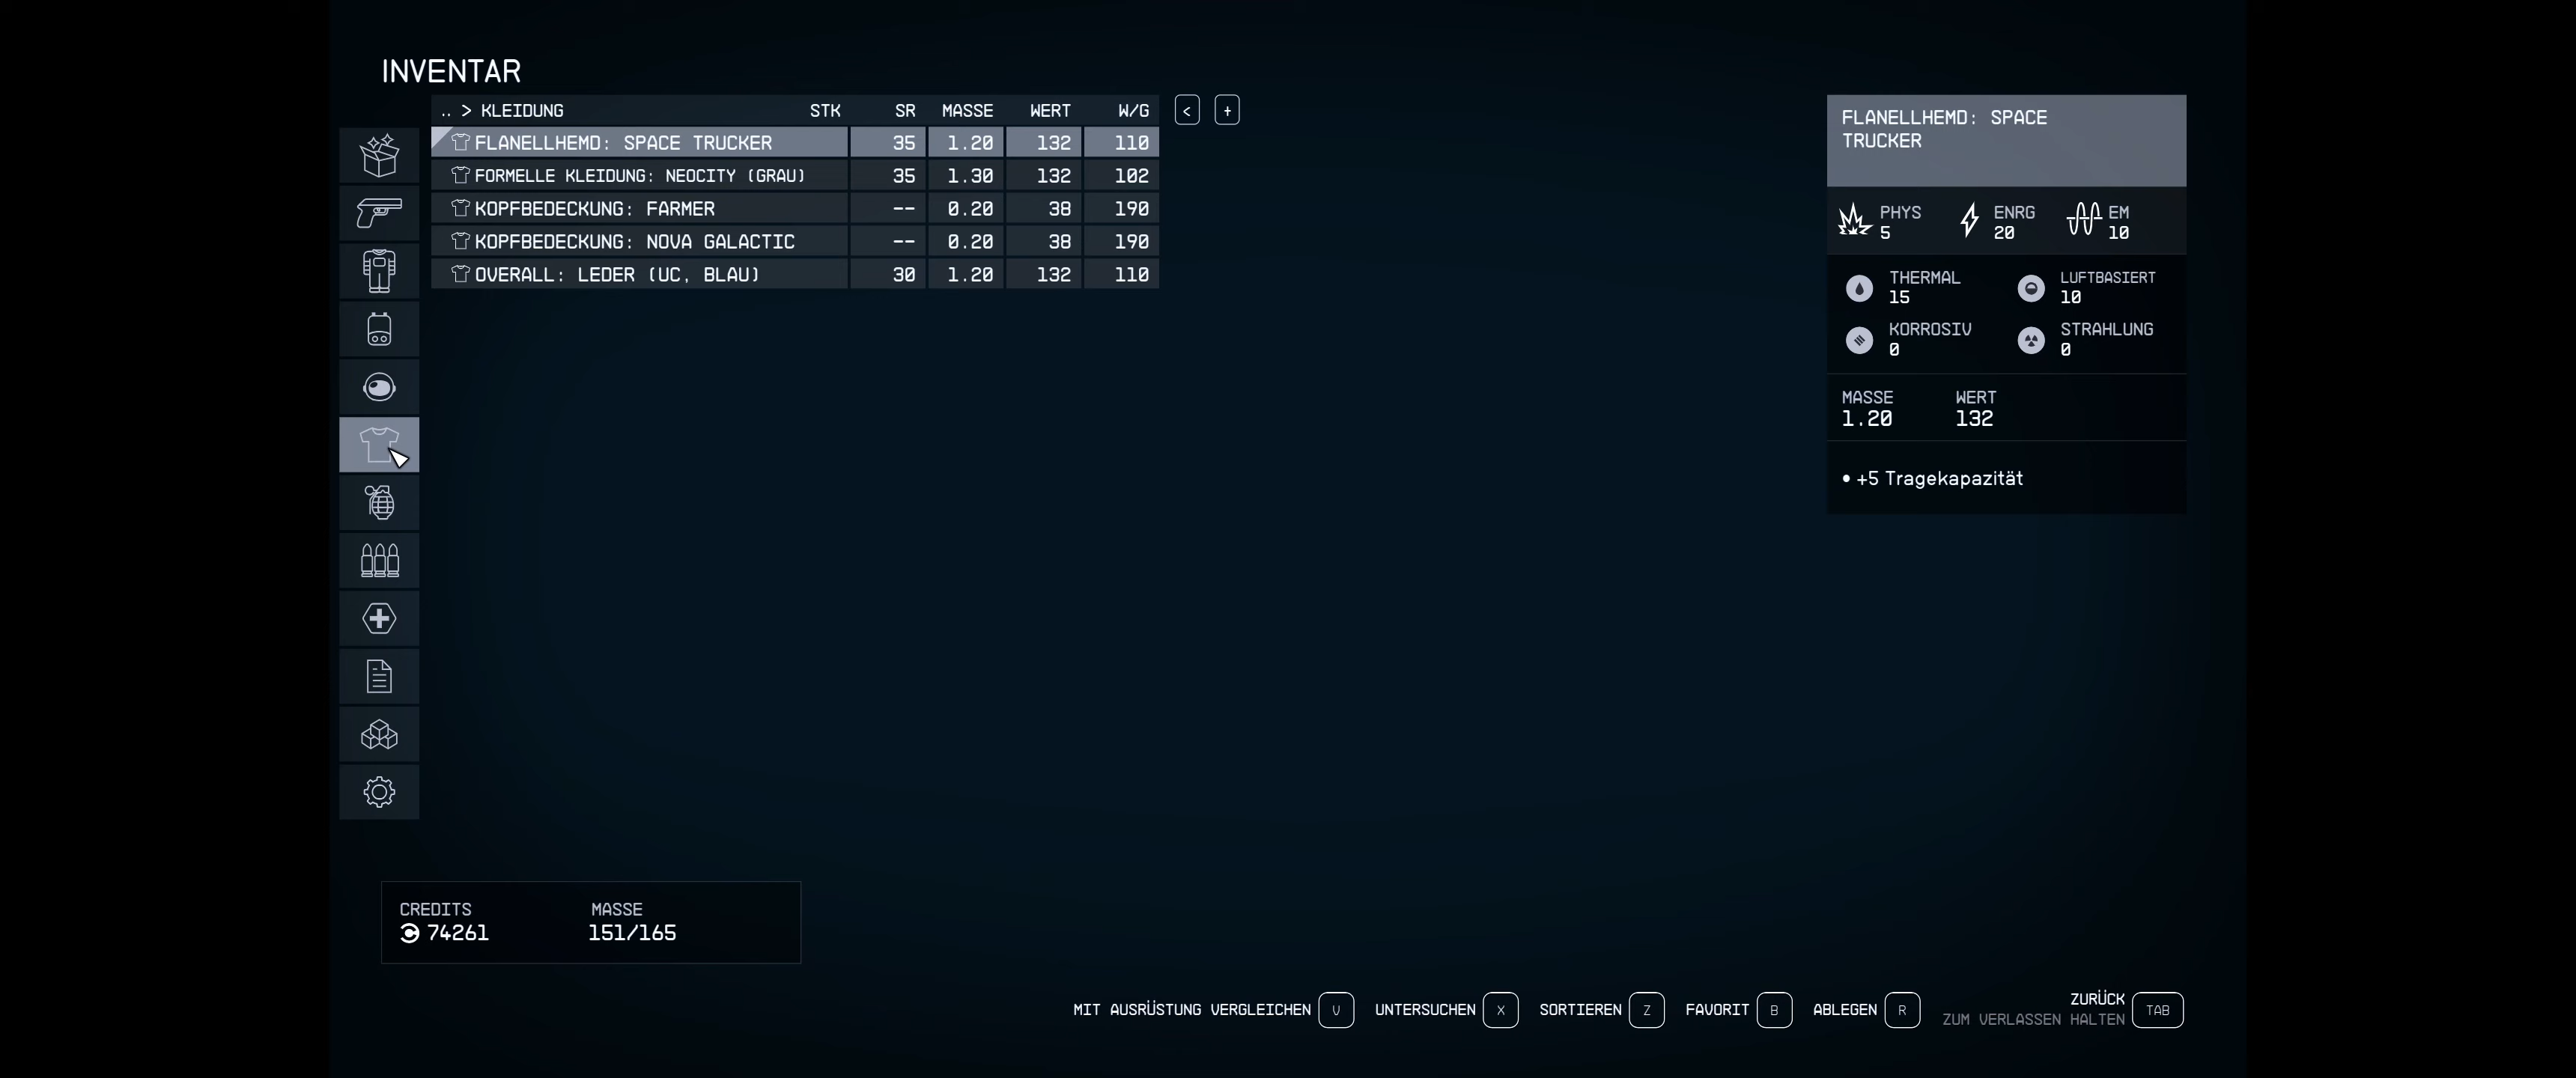 INVENTAR
.. > KLEIDUNG STK SR MASSE WERT W/G < +
FLANELLHEMD: SPACE TRUCKER 35 1.20 132 110
FORMELLE KLEIDUNG: NEOCITY (GRAU) 35 1.30 132 102
KOPFBEDECKUNG: FARMER -- 0.20 38 190
KOPFBEDECKUNG: NOVA GALACTIC -- 0.20 38 190
OVERALL: LEDER (UC, BLAU) 30 1.20 132 110
FLANELLHEMD: SPACE
TRUCKER
PHYS ENRG EM
5 20 10
THERMAL LUFTBASIERT
15 10
KORROSIV STRAHLUNG
0 0
MASSE WERT
1.20 132
• +5 Tragekapazität
CREDITS MASSE
74261 151/165
MIT AUSRÜSTUNG VERGLEICHEN V UNTERSUCHEN X SORTIEREN Z FAVORIT B ABLEGEN R ZURÜCK TAB
ZUM VERLASSEN HALTEN